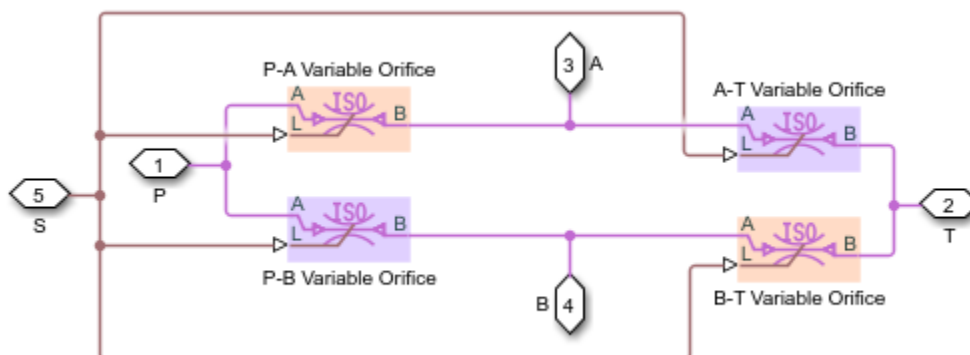 P-A Variable Orifice
3 A
A-T Variable Orifice
A ISO B
L
A ISO B
L
1
P
5
S
A ISO B
L
2
T
A ISO B
L
P-B Variable Orifice
B 4
B-T Variable Orifice